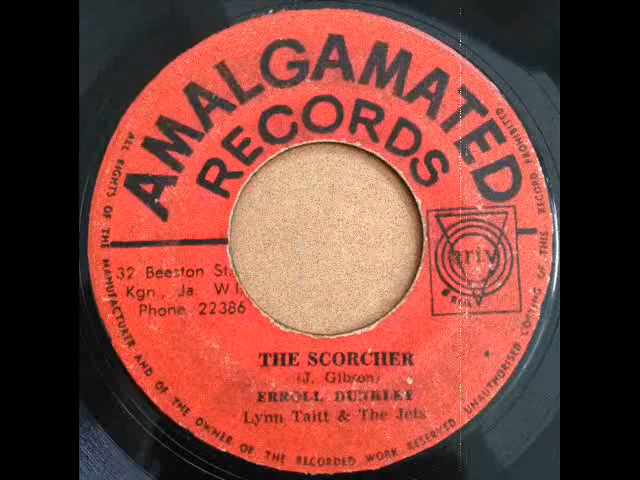 AMALGAMATED
RECORDS
32 Beeston St.
Kgn., Ja. W.I.
Phone 22386
THE SCORCHER
(J. Gibson)
ERROLL DUNKLEY
Lynn Taitt & The Jets
ALL RIGHTS OF THE MANUFACTURER AND OF THE OWNER OF THE RECORDED WORK RESERVED UNAUTHORISED COPYING OF THIS RECORD PROHIBITED